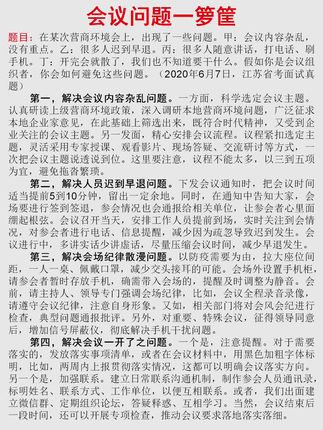 会议问题一箩筐
题目：在某次营商环境会上，出现了一些问题。甲：会议内容杂乱，
没有重点。乙：很多人迟到早退。丙：很多人随意讲话，打电话、刷
手机。丁：开完会就散了，我们也不知道要干什么。假如你是会议组
织者，你会如何避免这些问题。（2020年6月7日，江苏省考面试真
题）
第一，解决会议内容杂乱问题。一方面，科学选定会议主题。
认真研读上级营商环境政策，深入调研本地营商环境问题，广泛征求
本地企业家意见，在此基础上筛选出来，既符合时代精神，又受到企
业关注的会议主题。另一发面，精心安排会议流程。议程紧扣选定主
题，灵活采用专家授课、观看影片、现场答疑、交流研讨等方式，一
次把会议主题说透说到位。这里要注意，议程不能太多，以三到五项
为宜，避免拖沓繁琐。
第二，解决人员迟到早退问题。下发会议通知时，把会议时间
适当提前5到10分钟，留出一定余地。同时，在通知中告知大家，会
场要进行签到签退，参会情况也会通报给相关单位，让参会者心里面
绷起根弦。会议召开当天，安排工作人员提前到场，实时关注到会情
况，对参会者进行电话、信息提醒，减少因为疏忽导致迟到发生。会
议进行中，多讲实话少讲虚话，尽量压缩会议时间，减少早退发生。
第三，解决会场纪律散漫问题。以防疫需要为由，拉大座位间
距，一人一桌、佩戴口罩，减少交头接耳的可能。会场外设置手机柜，
请参会者暂时存放手机，确需带入会场的，提醒及时调整为静音。会
前，请主持人、领导专门强调会场纪律，比如，会议全程录音录像，
请遵守会议纪律，注意自身形象。又如，相关部门将对会风会纪进行
检查，典型问题通报批评。另外，对重要、特殊会议，征得领导同意
后，增加信号屏蔽仪，彻底解决手机干扰问题。
第四，解决会议一开了之问题。一个是，注意提醒。对于需要
落实的，发放落实事项清单，或者在会议材料中，用黑色加粗字体标
明，比如，两周内上报贯彻落实情况，这都可以明确会议落实方向。
另一个是，加强联系。建立日常联系沟通机制，制作参会人员通讯录，
标明姓名、联系方式、工作单位，以便互相联系。或者，我们出面建
立微信群、定期组织论坛，答疑释惑、互相学习。当然，会议结束后
一段时间，还可以开展专项检查，推动会议要求落地落实落细。